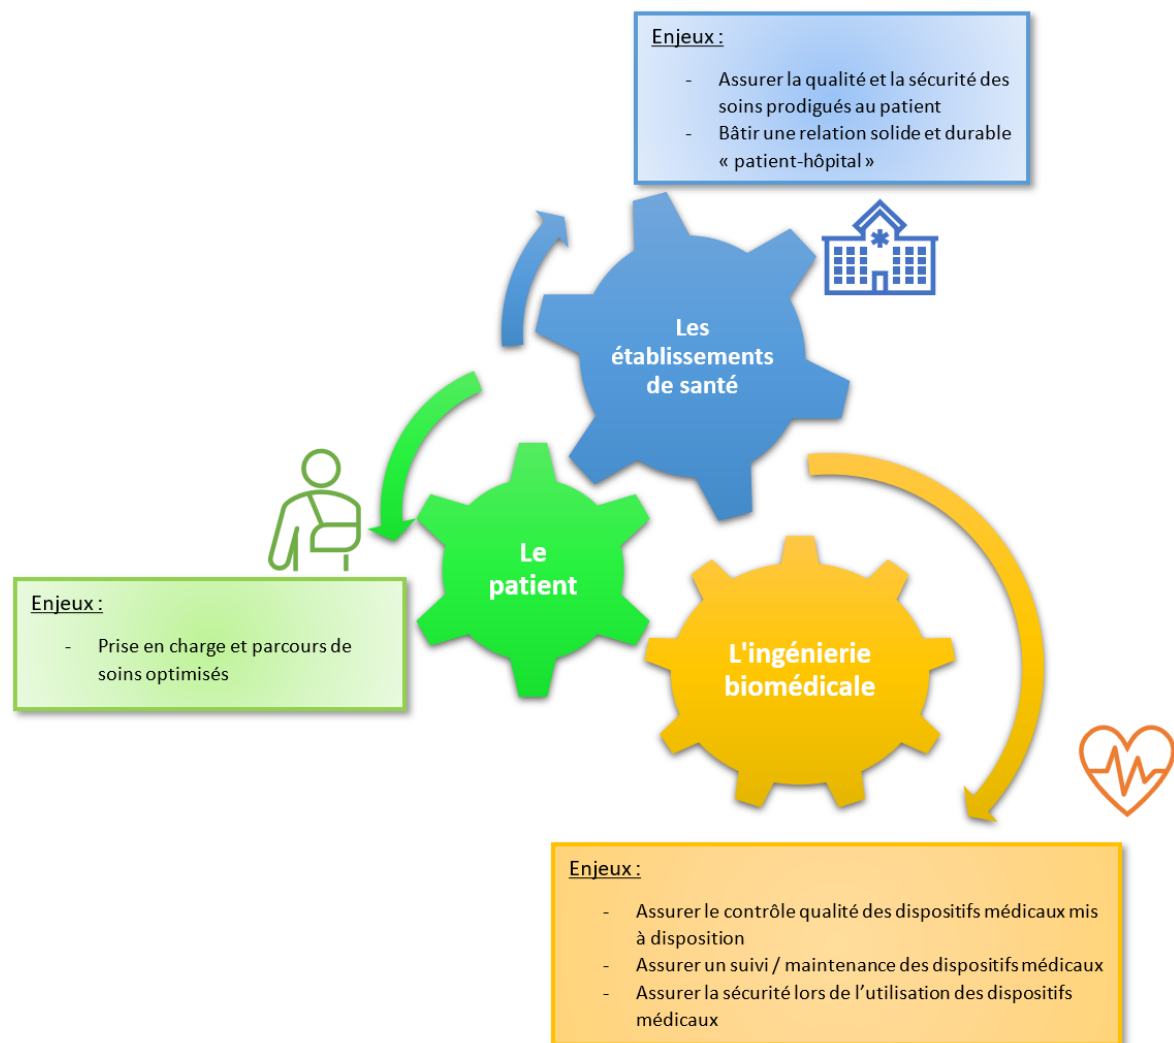 Enjeux :
- Assurer la qualité et la sécurité des
soins prodigués au patient
- Bâtir une relation solide et durable
« patient-hôpital »
Les
établissements
de santé
Le
patient
Enjeux :
- Prise en charge et parcours de
soins optimisés
L'ingénierie
biomédicale
Enjeux :
- Assurer le contrôle qualité des dispositifs médicaux mis
à disposition
- Assurer un suivi / maintenance des dispositifs médicaux
- Assurer la sécurité lors de l’utilisation des dispositifs
médicaux